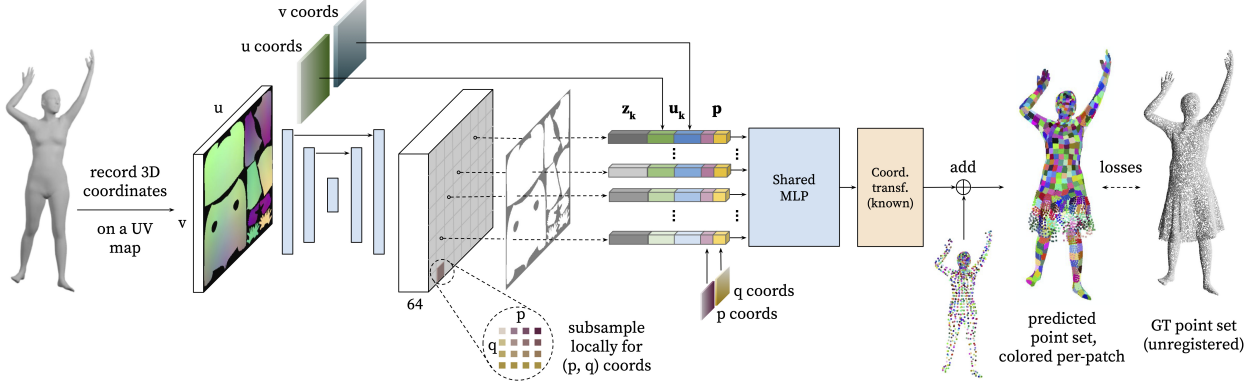 v coords
u coords
u
v
record 3D
coordinates
on a UV
map
64
p
q
subsample
locally for
(p, q) coords
z_k
u_k
p
⋮
⋮
⋮
⋮
q coords
p coords
Shared
MLP
Coord.
transf.
(known)
add
losses
predicted
point set,
colored per-patch
GT point set
(unregistered)